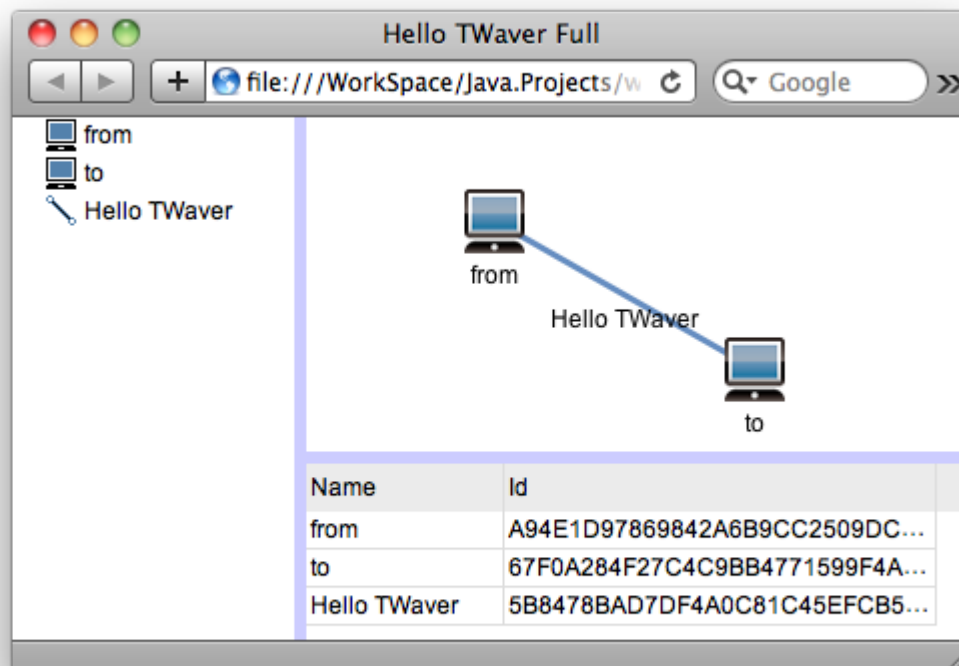 Hello TWaver Full
file:///WorkSpace/Java.Projects/w
Google
from
to
Hello TWaver
from
Hello TWaver
to
Name Id
from A94E1D97869842A6B9CC2509DC...
to 67F0A284F27C4C9BB4771599F4A...
Hello TWaver 5B8478BAD7DF4A0C81C45EFCB5...